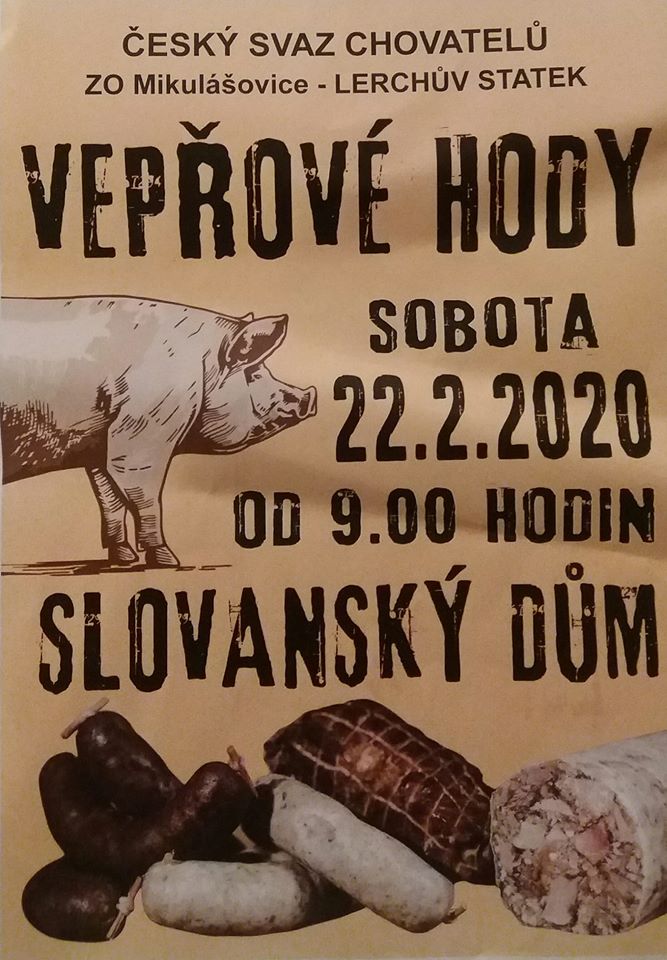 ČESKÝ SVAZ CHOVATELŮ
ZO Mikulášovice - LERCHŮV STATEK
VEPŘOVÉ HODY
SOBOTA
22.2.2020
OD 9.00 HODIN
SLOVANSKÝ DŮM